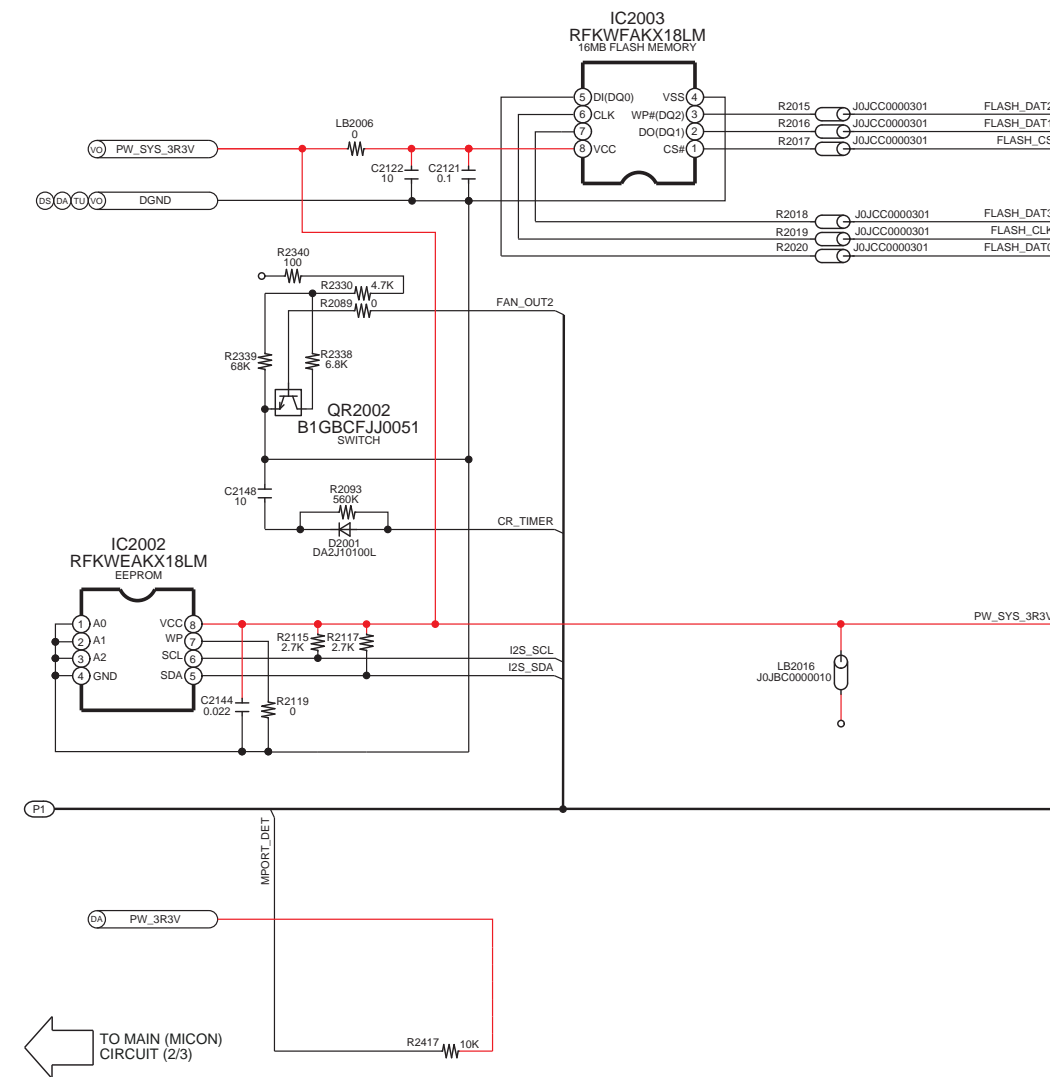 IC2003
RFKWFAKX18LM
16MB FLASH MEMORY
5 DI(DQ0) VSS 4
6 CLK WP#(DQ2) 3
7 DO(DQ1) 2
8 VCC CS# 1
R2015 J0JCC0000301 FLASH_DAT2
R2016 J0JCC0000301 FLASH_DAT1
R2017 J0JCC0000301 FLASH_CS
LB2006
0
VO PW_SYS_3R3V
C2122
10
C2121
0.1
DS DA TU VO DGND
R2018 J0JCC0000301 FLASH_DAT3
R2019 J0JCC0000301 FLASH_CLK
R2020 J0JCC0000301 FLASH_DAT0
R2340
100
R2330 4.7K
R2089 0
FAN_OUT2
R2339
68K
R2338
6.8K
QR2002
B1GBCFJJ0051
SWITCH
C2148
10
R2093
560K
D2001
DA2J10100L
CR_TIMER
IC2002
RFKWEAKX18LM
EEPROM
1 A0 VCC 8
2 A1 WP 7
3 A2 SCL 6
4 GND SDA 5
R2115
2.7K
R2117
2.7K
I2S_SCL
I2S_SDA
C2144
0.022
R2119
0
PW_SYS_3R3V
LB2016
J0JBC0000010
P1
MPORT_DET
DA PW_3R3V
R2417 10K
TO MAIN (MICON)
CIRCUIT (2/3)